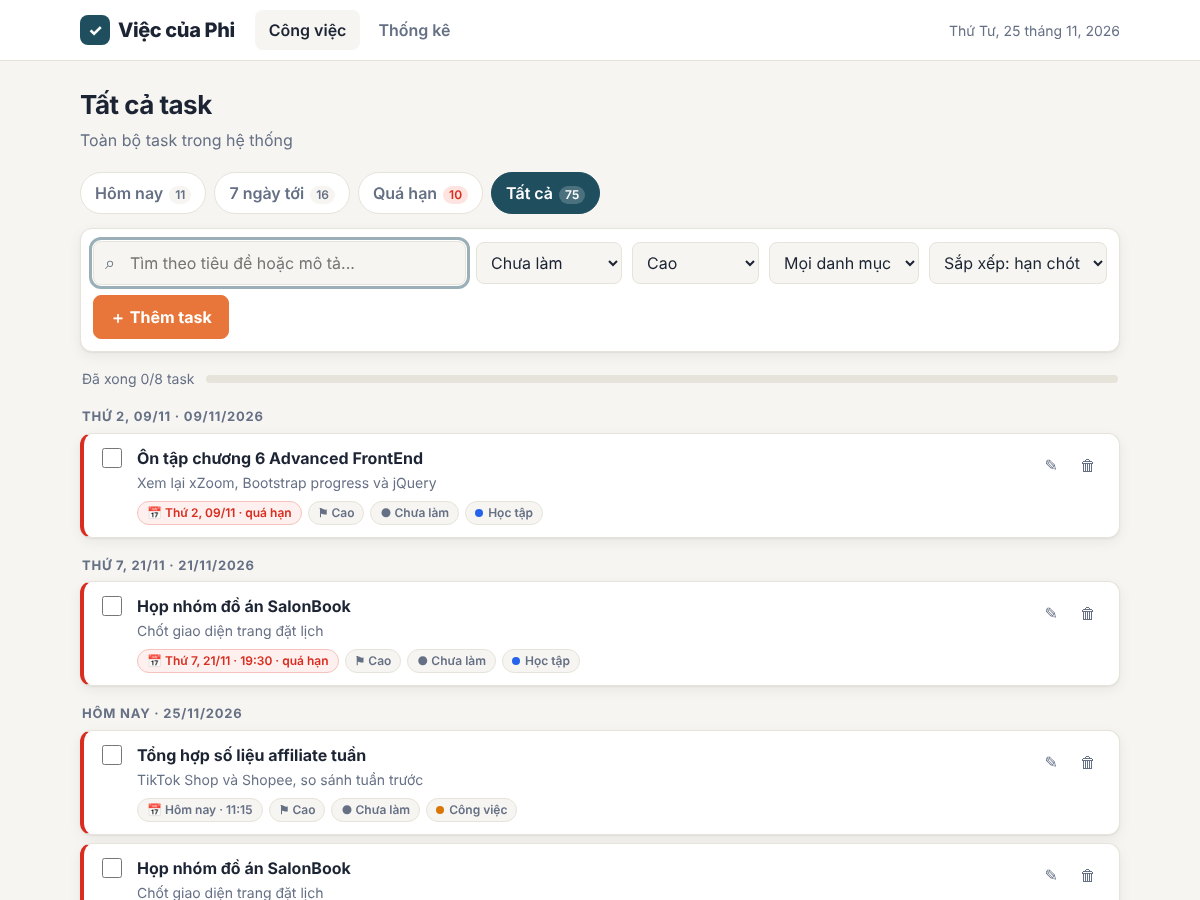 Việc của Phi Công việc Thống kê Thứ Tư, 25 tháng 11, 2026
Tất cả task
Toàn bộ task trong hệ thống
Hôm nay 11 7 ngày tới 16 Quá hạn 10 Tất cả 75
Tìm theo tiêu đề hoặc mô tả... Chưa làm Cao Mọi danh mục Sắp xếp: hạn chót
+ Thêm task
Đã xong 0/8 task
THỨ 2, 09/11 · 09/11/2026
Ôn tập chương 6 Advanced FrontEnd
Xem lại xZoom, Bootstrap progress và jQuery
Thứ 2, 09/11 · quá hạn Cao Chưa làm Học tập
THỨ 7, 21/11 · 21/11/2026
Họp nhóm đồ án SalonBook
Chốt giao diện trang đặt lịch
Thứ 7, 21/11 · 19:30 · quá hạn Cao Chưa làm Học tập
HÔM NAY · 25/11/2026
Tổng hợp số liệu affiliate tuần
TikTok Shop và Shopee, so sánh tuần trước
Hôm nay · 11:15 Cao Chưa làm Công việc
Họp nhóm đồ án SalonBook
Chốt giao diện trang đặt lịch